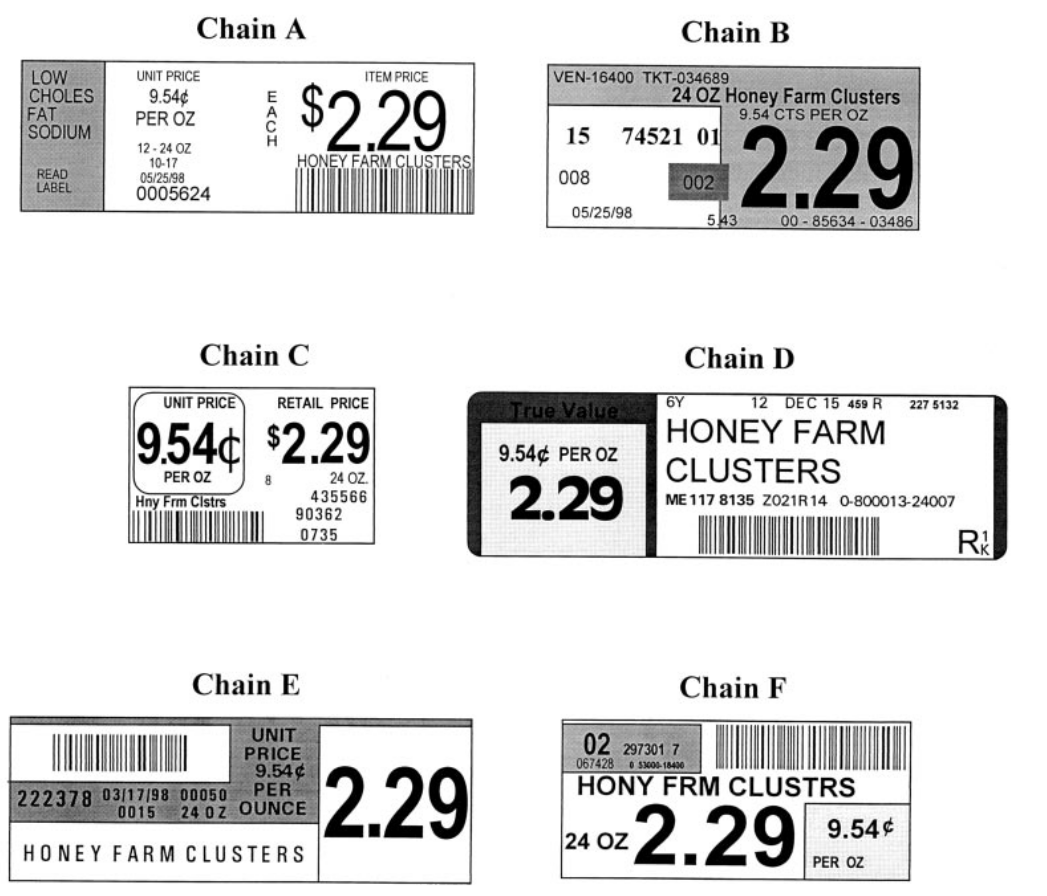 Chain A
LOW
CHOLES
FAT
SODIUM
READ
LABEL
UNIT PRICE
9.54¢
PER OZ
12 - 24 OZ
10-17
05/25/98
0005624
E
A
C
H
ITEM PRICE
$2.29
HONEY FARM CLUSTERS
Chain B
VEN-16400 TKT-034689
24 OZ Honey Farm Clusters
9.54 CTS PER OZ
15 74521 01
2.29
008 002
05/25/98 5.43 00 - 85634 - 03486
Chain C
UNIT PRICE RETAIL PRICE
9.54¢ $2.29
PER OZ 8 24 OZ.
Hny Frm Clstrs 435566
90362
0735
Chain D
True Value
9.54¢ PER OZ
2.29
6Y 12 DEC 15 459 R 227 5132
HONEY FARM
CLUSTERS
ME 117 8135 Z021R14 0-800013-24007
R1K
Chain E
UNIT
PRICE
9.54¢
PER
OUNCE
222378 03/17/98 00050
0015 24 OZ
HONEY FARM CLUSTERS
2.29
Chain F
02 297301 7
067428 0 53000-18400
HONY FRM CLUSTRS
24 OZ 2.29 9.54¢
PER OZ